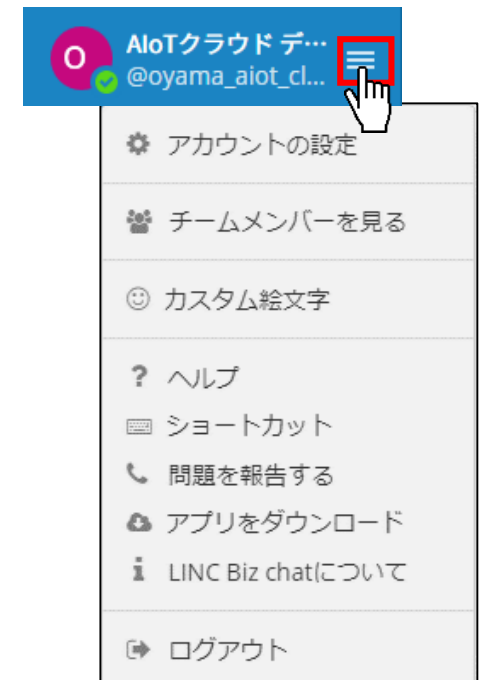 O
AIoTクラウド デ…
@oyama_aiot_cl...
アカウントの設定
チームメンバーを見る
カスタム絵文字
? ヘルプ
ショートカット
問題を報告する
アプリをダウンロード
i LINC Biz chatについて
ログアウト